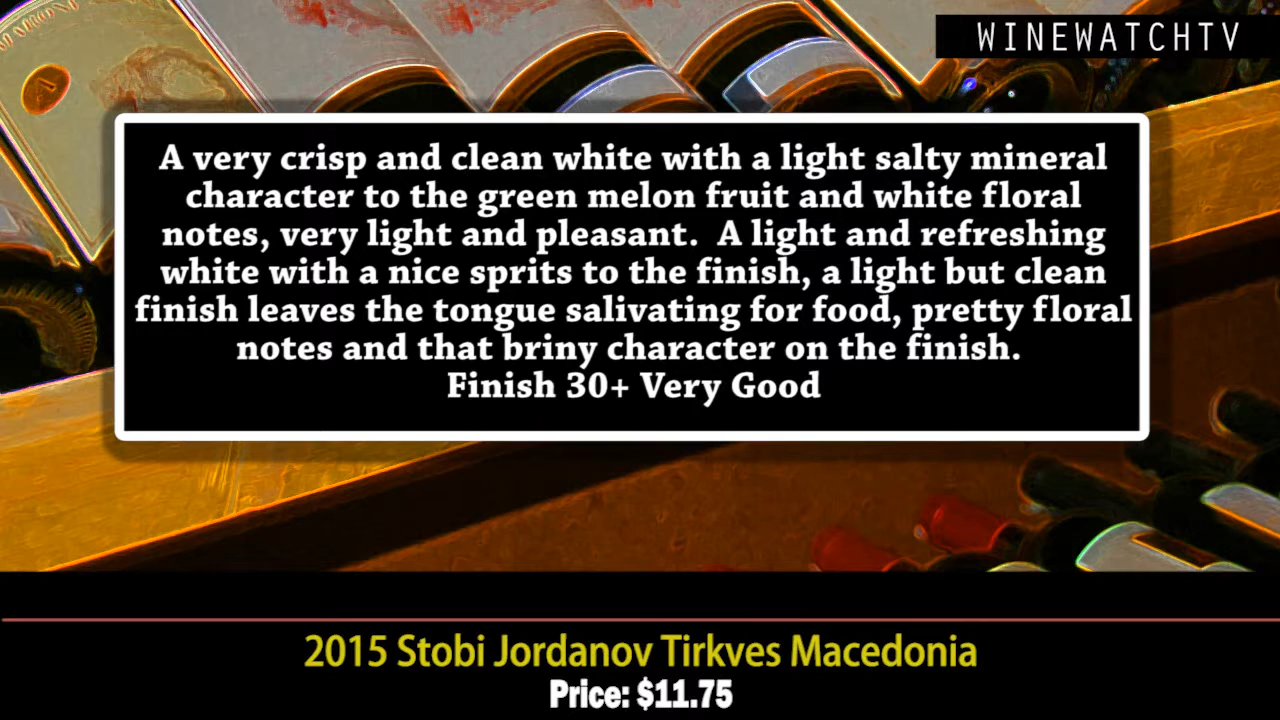 WINEWATCHTV
A very crisp and clean white with a light salty mineral
character to the green melon fruit and white floral
notes, very light and pleasant.  A light and refreshing
white with a nice sprits to the finish, a light but clean
finish leaves the tongue salivating for food, pretty floral
notes and that briny character on the finish.
Finish 30+ Very Good
2015 Stobi Jordanov Tirkves Macedonia
Price: $11.75